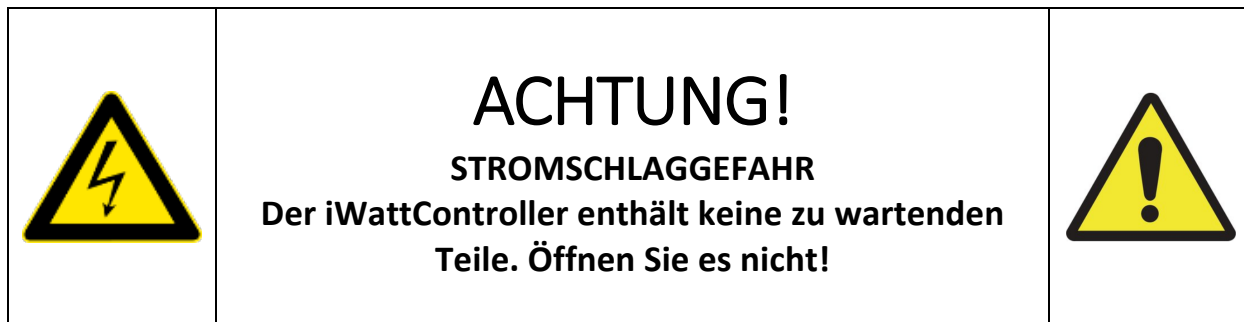 ACHTUNG!
STROMSCHLAGGEFAHR
Der iWattController enthält keine zu wartenden
Teile. Öffnen Sie es nicht!